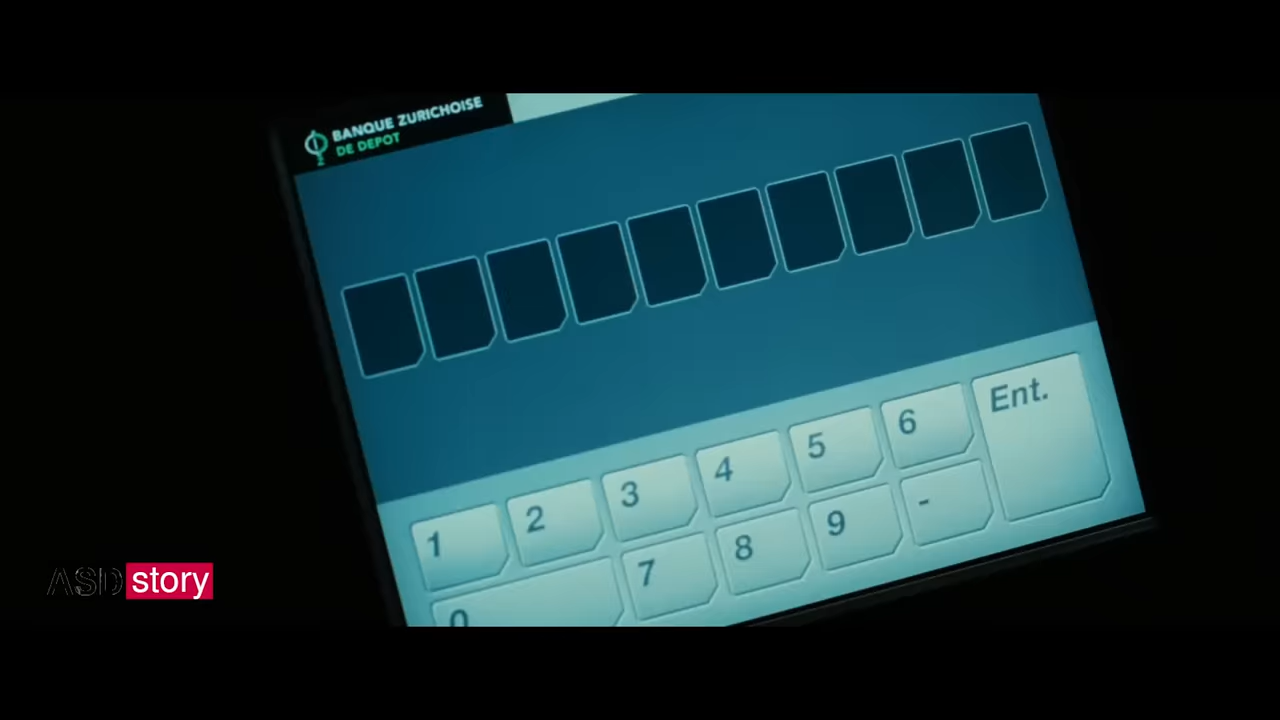 BANQUE ZURICHOISE
DE DEPOT
1 2 3 4 5 6 Ent.
0 7 8 9 -
ASD story